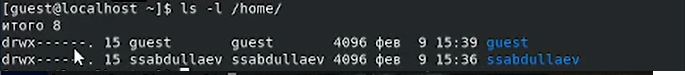 [guest@localhost ~]$ ls -l /home/
итого 8
drwx------. 15 guest guest 4096 фев 9 15:39 guest
drwx------. 15 ssabdullaev ssabdullaev 4096 фев 9 15:36 ssabdullaev